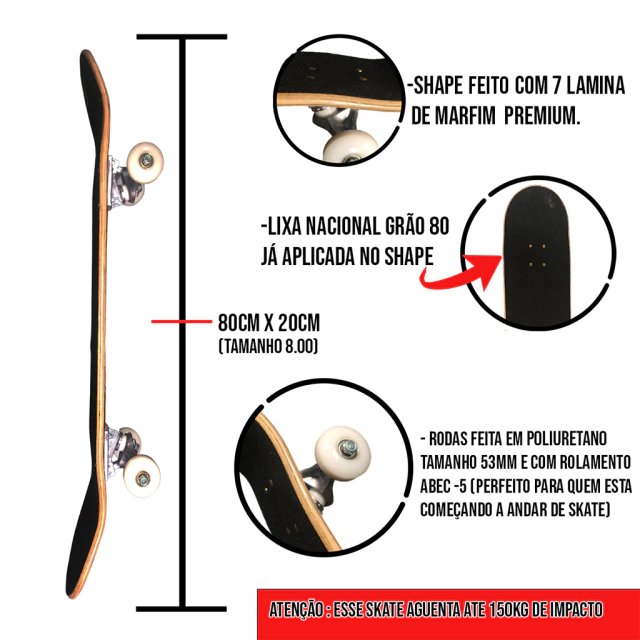 -SHAPE FEITO COM 7 LAMINA
DE MARFIM PREMIUM.
-LIXA NACIONAL GRÃO 80
JÁ APLICADA NO SHAPE
80CM X 20CM
(TAMANHO 8.00)
- RODAS FEITA EM POLIURETANO
TAMANHO 53MM E COM ROLAMENTO
ABEC -5 (PERFEITO PARA QUEM ESTA
COMEÇANDO A ANDAR DE SKATE)
ATENÇÃO : ESSE SKATE AGUENTA ATE 150KG DE IMPACTO